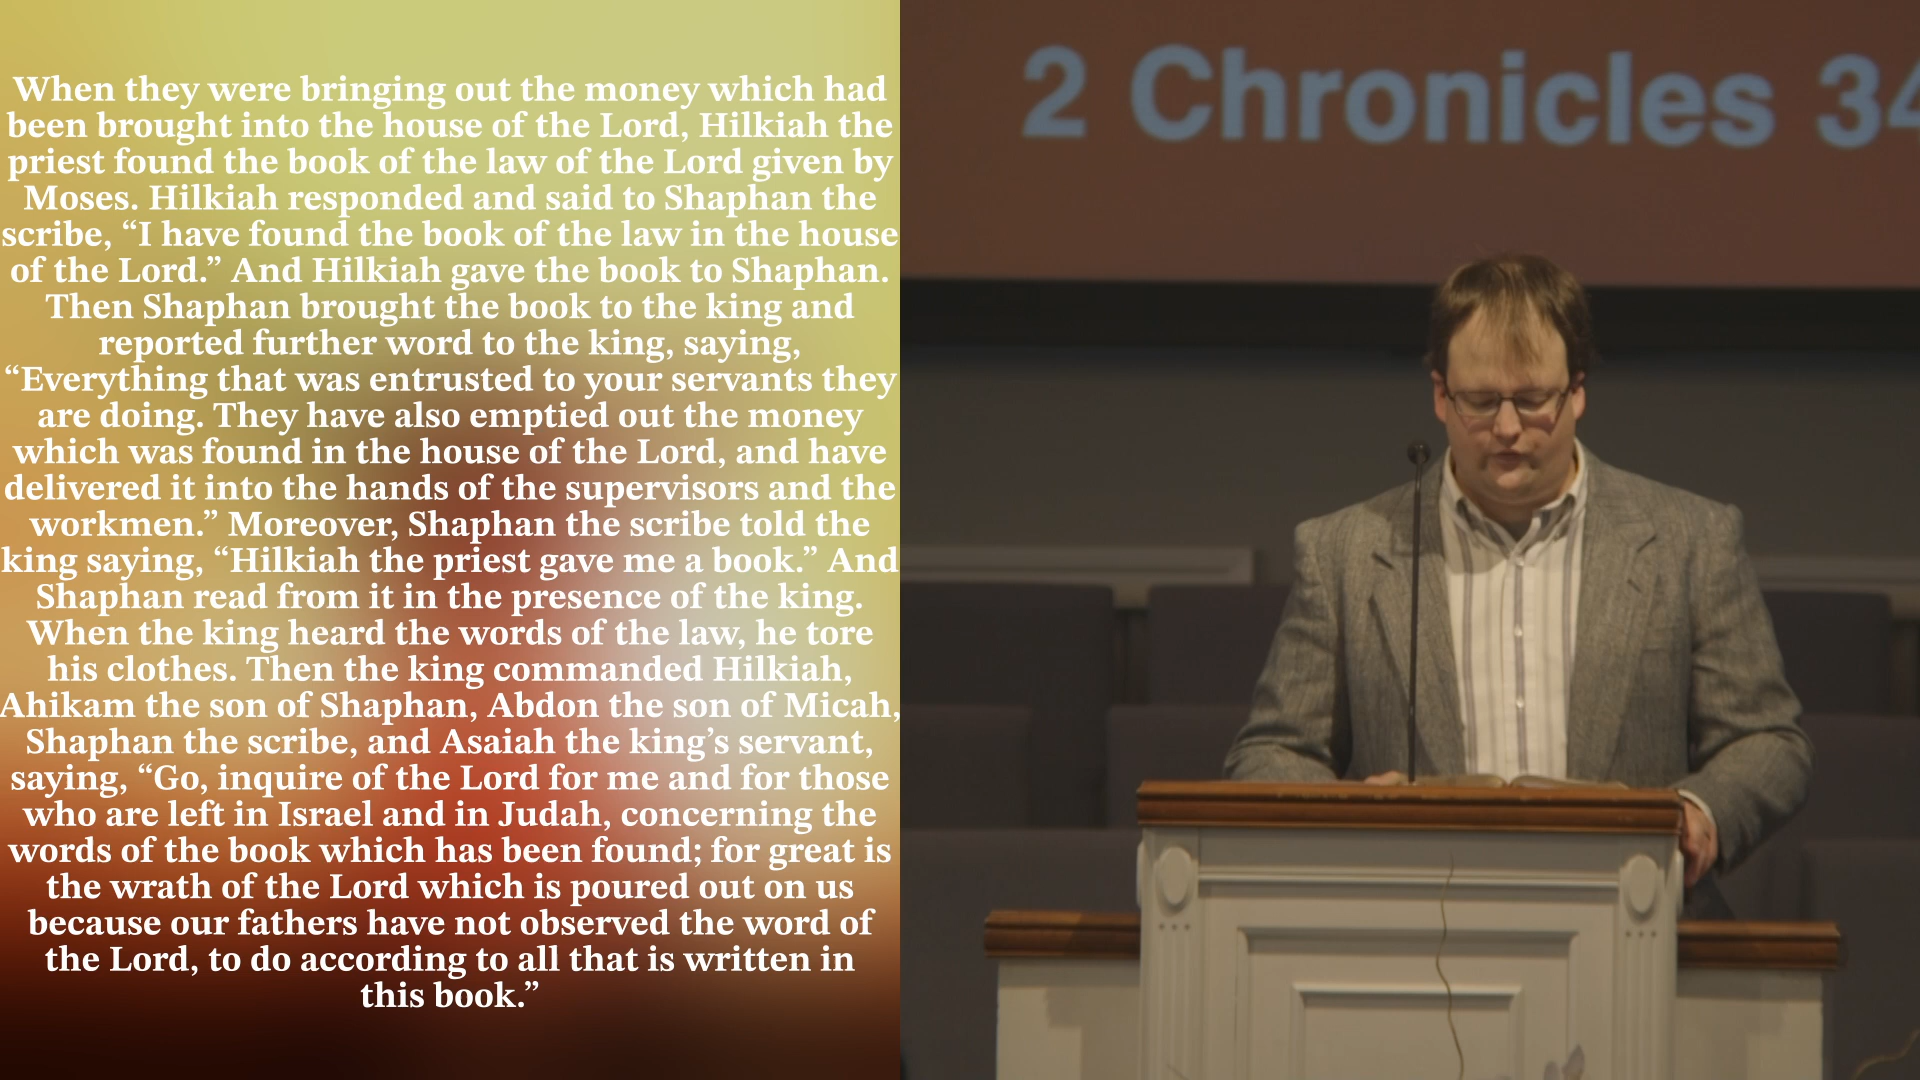 When they were bringing out the money which had
been brought into the house of the Lord, Hilkiah the
priest found the book of the law of the Lord given by
Moses. Hilkiah responded and said to Shaphan the
scribe, “I have found the book of the law in the house
of the Lord.” And Hilkiah gave the book to Shaphan.
Then Shaphan brought the book to the king and
reported further word to the king, saying,
“Everything that was entrusted to your servants they
are doing. They have also emptied out the money
which was found in the house of the Lord, and have
delivered it into the hands of the supervisors and the
workmen.” Moreover, Shaphan the scribe told the
king saying, “Hilkiah the priest gave me a book.” And
Shaphan read from it in the presence of the king.
When the king heard the words of the law, he tore
his clothes. Then the king commanded Hilkiah,
Ahikam the son of Shaphan, Abdon the son of Micah,
Shaphan the scribe, and Asaiah the king’s servant,
saying, “Go, inquire of the Lord for me and for those
who are left in Israel and in Judah, concerning the
words of the book which has been found; for great is
the wrath of the Lord which is poured out on us
because our fathers have not observed the word of
the Lord, to do according to all that is written in
this book.”
2 Chronicles 34